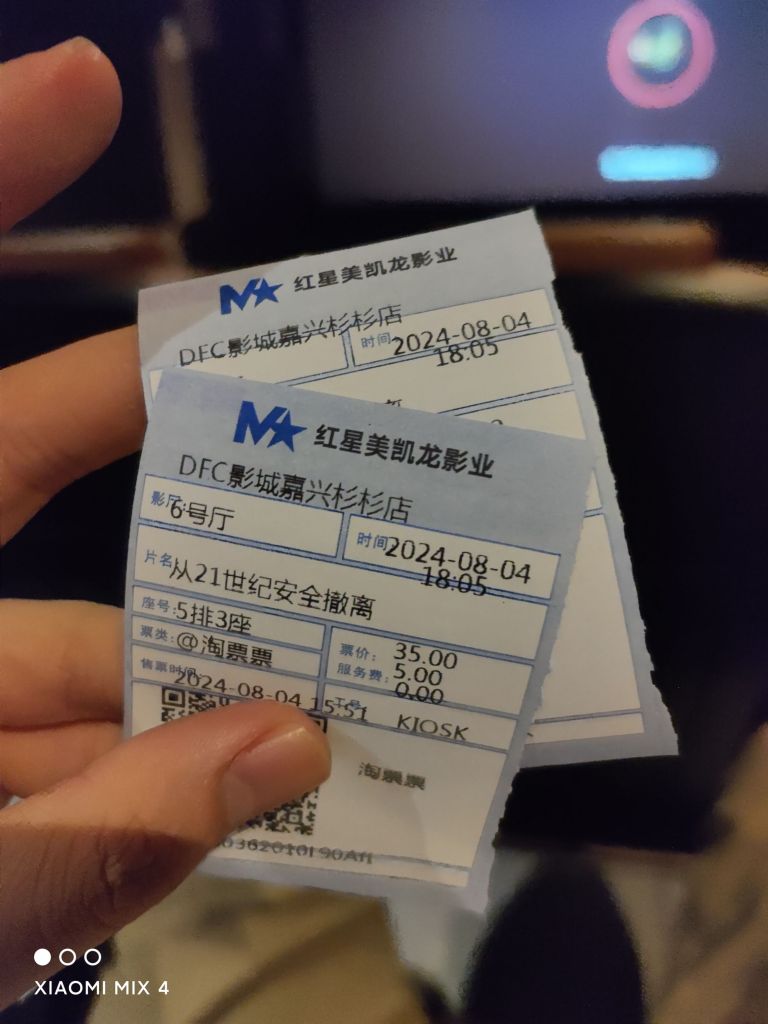 红星美凯龙影业
DFC影城嘉兴杉杉店
时间 2024-08-04
18:05
红星美凯龙影业
DFC影城嘉兴杉杉店
影厅 6号厅
时间 2024-08-04
18:05
片名 从21世纪安全撤离
座号: 5排3座
票类: @淘票票
票价: 35.00
服务费: 5.00
0.00
售票时间 2024-08-04 15:51
工号 KIOSK
淘票票
XIAOMI MIX 4